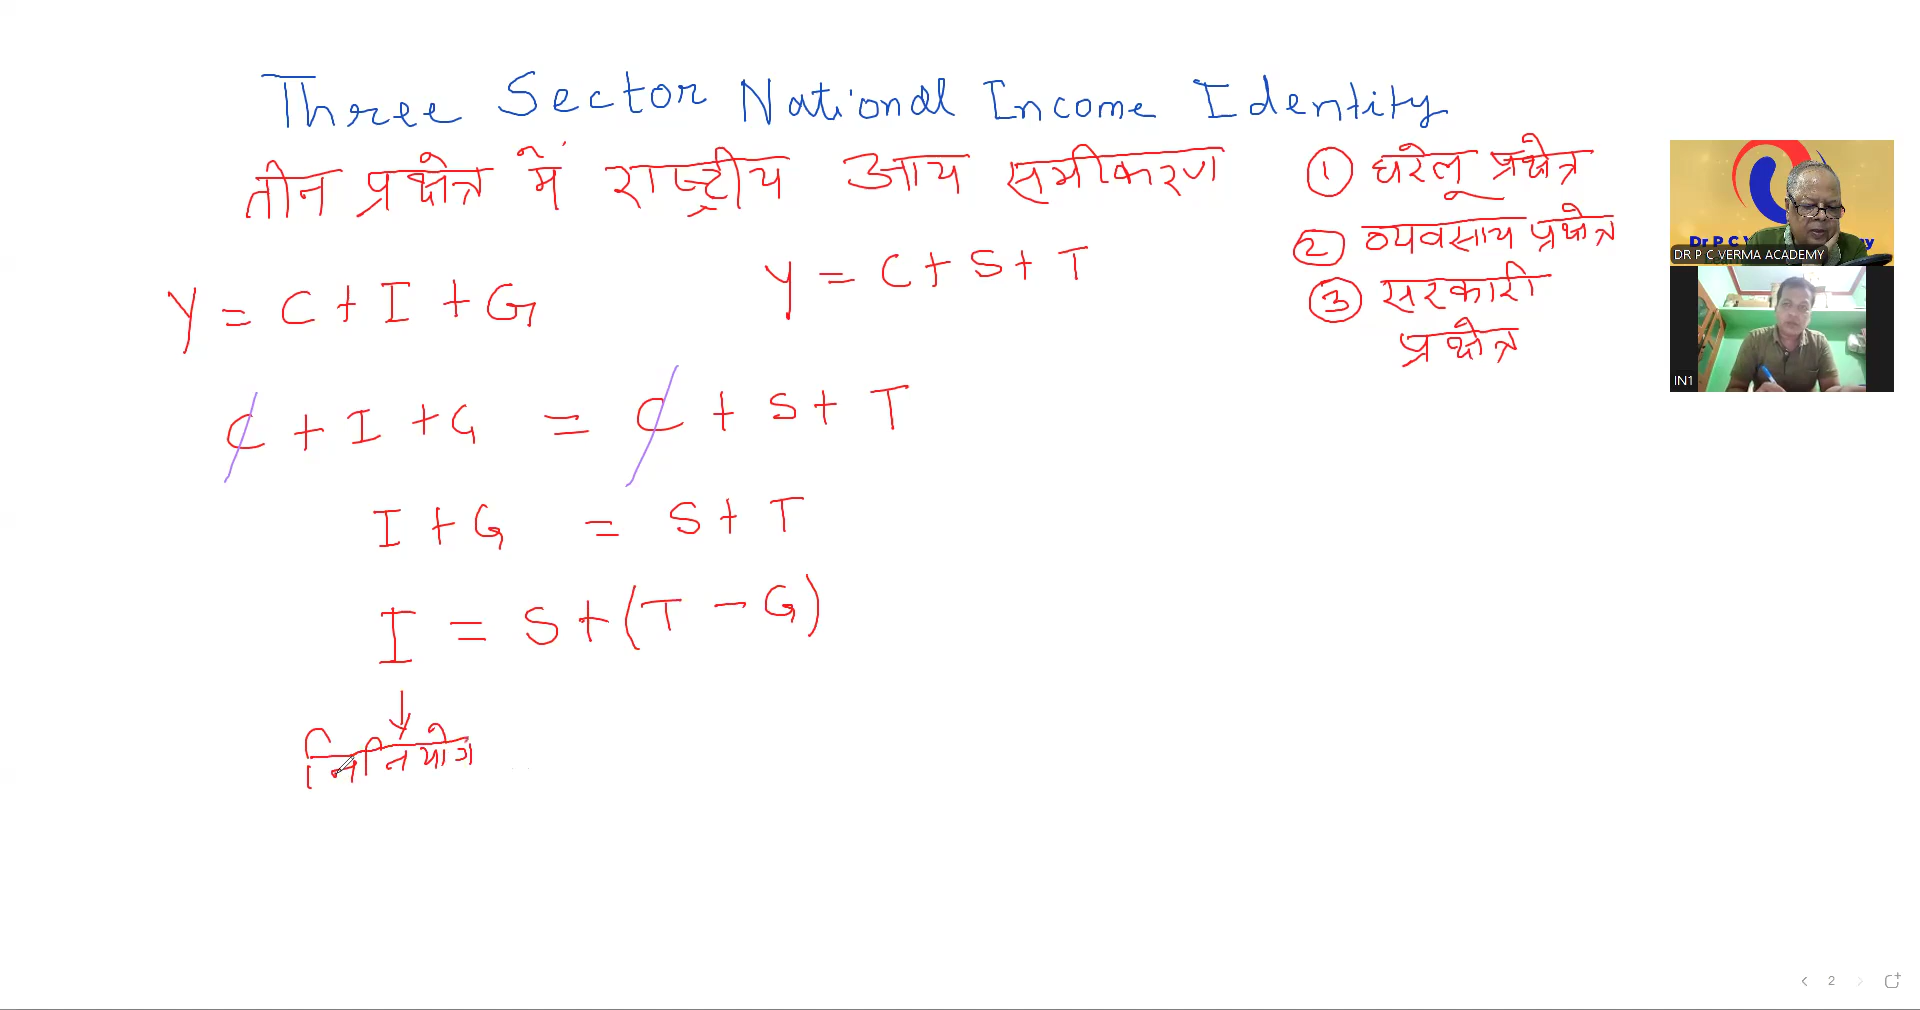 Three Sector National Income Identity
तीन प्रक्षेत्र में राष्ट्रीय आय समीकरण
① घरेलू प्रक्षेत्र
② व्यवसाय प्रक्षेत्र
③ सरकारी
प्रक्षेत्र
Y = C + I + G
Y = C + S + T
C + I + G = C + S + T
I + G = S + T
I = S + (T - G)
↓
विनियोग
Dr P C V
y
DR P C VERMA ACADEMY
IN1
2